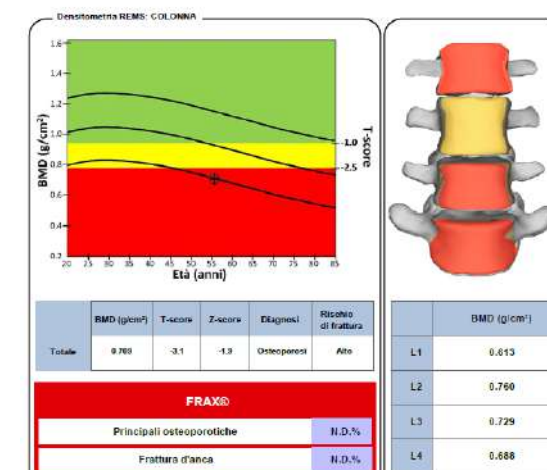 Densitometria REMS: COLONNA
1.6
1.4
1.2
1.0
0.8
0.6
0.4
0.2
BMD (g/cm²)
-1.0
-2.5
T-score
20 25 30 35 40 45 50 55 60 65 70 75 80 85
Età (anni)
BMD (g/cm²) T-score Z-score Diagnosi Rischio di frattura
Totale 0.709 -3.1 -1.9 Osteoporosi Alto
FRAX®
Principali osteoporotiche N.D.%
Frattura d'anca N.D.%
BMD (g/cm²)
L1 0.613
L2 0.760
L3 0.729
L4 0.688